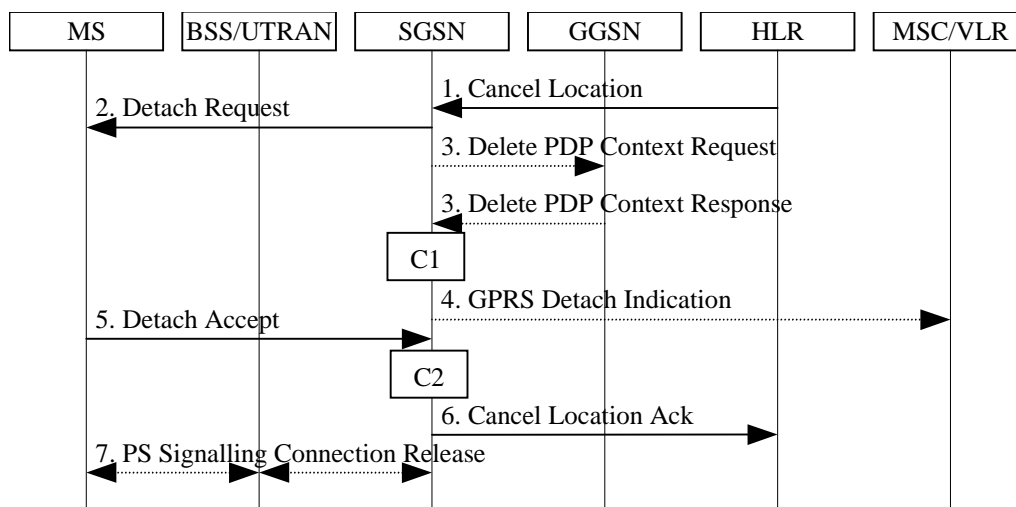 MS
BSS/UTRAN
SGSN
GGSN
HLR
MSC/VLR
1. Cancel Location
2. Detach Request
3. Delete PDP Context Request
3. Delete PDP Context Response
C1
4. GPRS Detach Indication
5. Detach Accept
C2
6. Cancel Location Ack
7. PS Signalling Connection Release